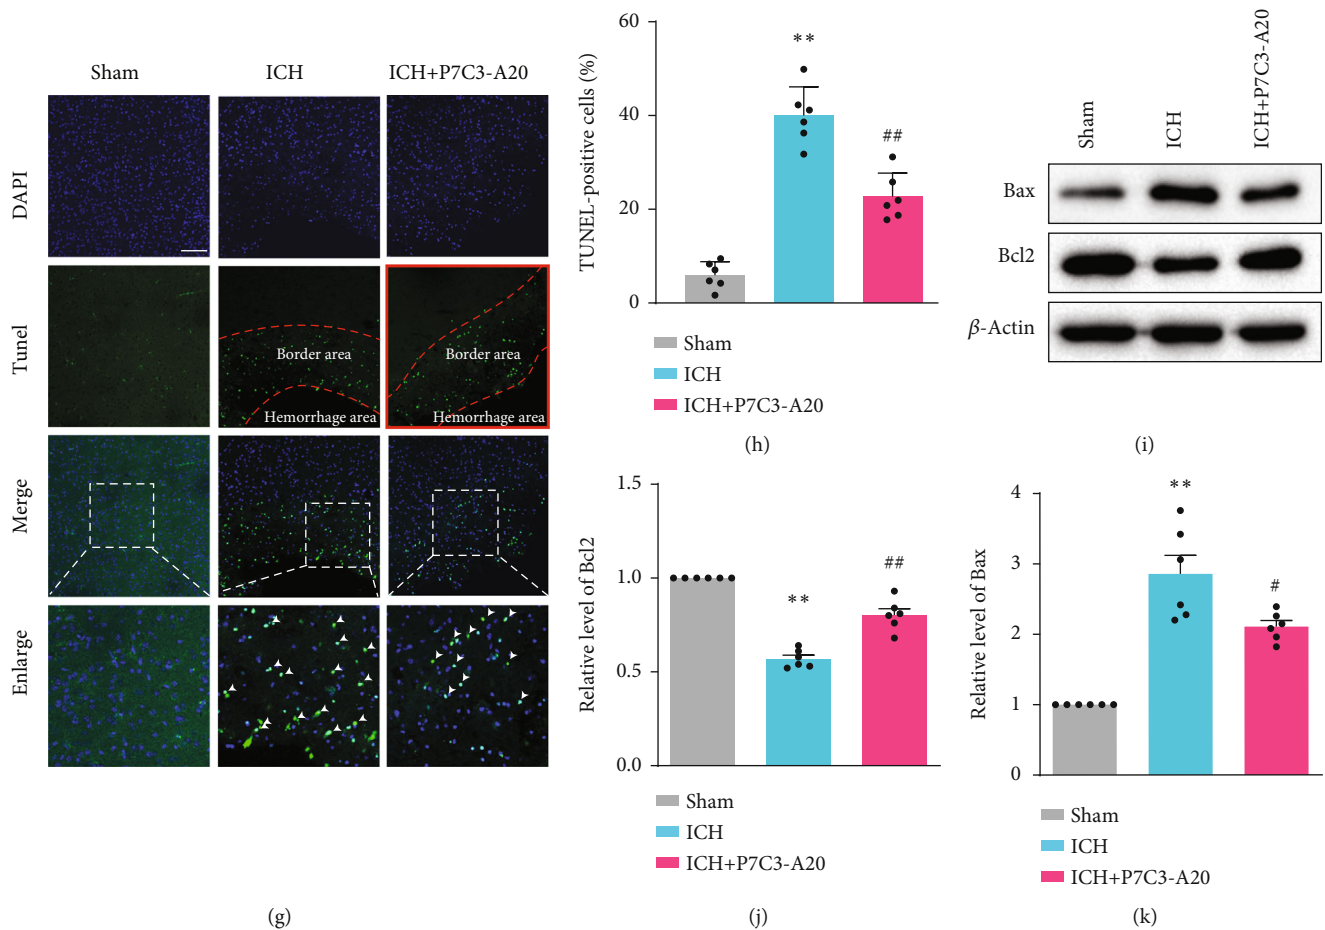 Sham
ICH
ICH+P7C3-A20
DAPI
Tunel
Border area
Hemorrhage area
Border area
Hemorrhage area
Merge
Enlarge
(g)
TUNEL-positive cells (%)
60
40
20
0
**
##
Sham
ICH
ICH+P7C3-A20
(h)
Sham
ICH
ICH+P7C3-A20
Bax
Bcl2
β-Actin
(i)
Relative level of Bcl2
1.5
1.0
0.5
0.0
**
##
Sham
ICH
ICH+P7C3-A20
(j)
Relative level of Bax
4
3
2
1
0
**
#
Sham
ICH
ICH+P7C3-A20
(k)